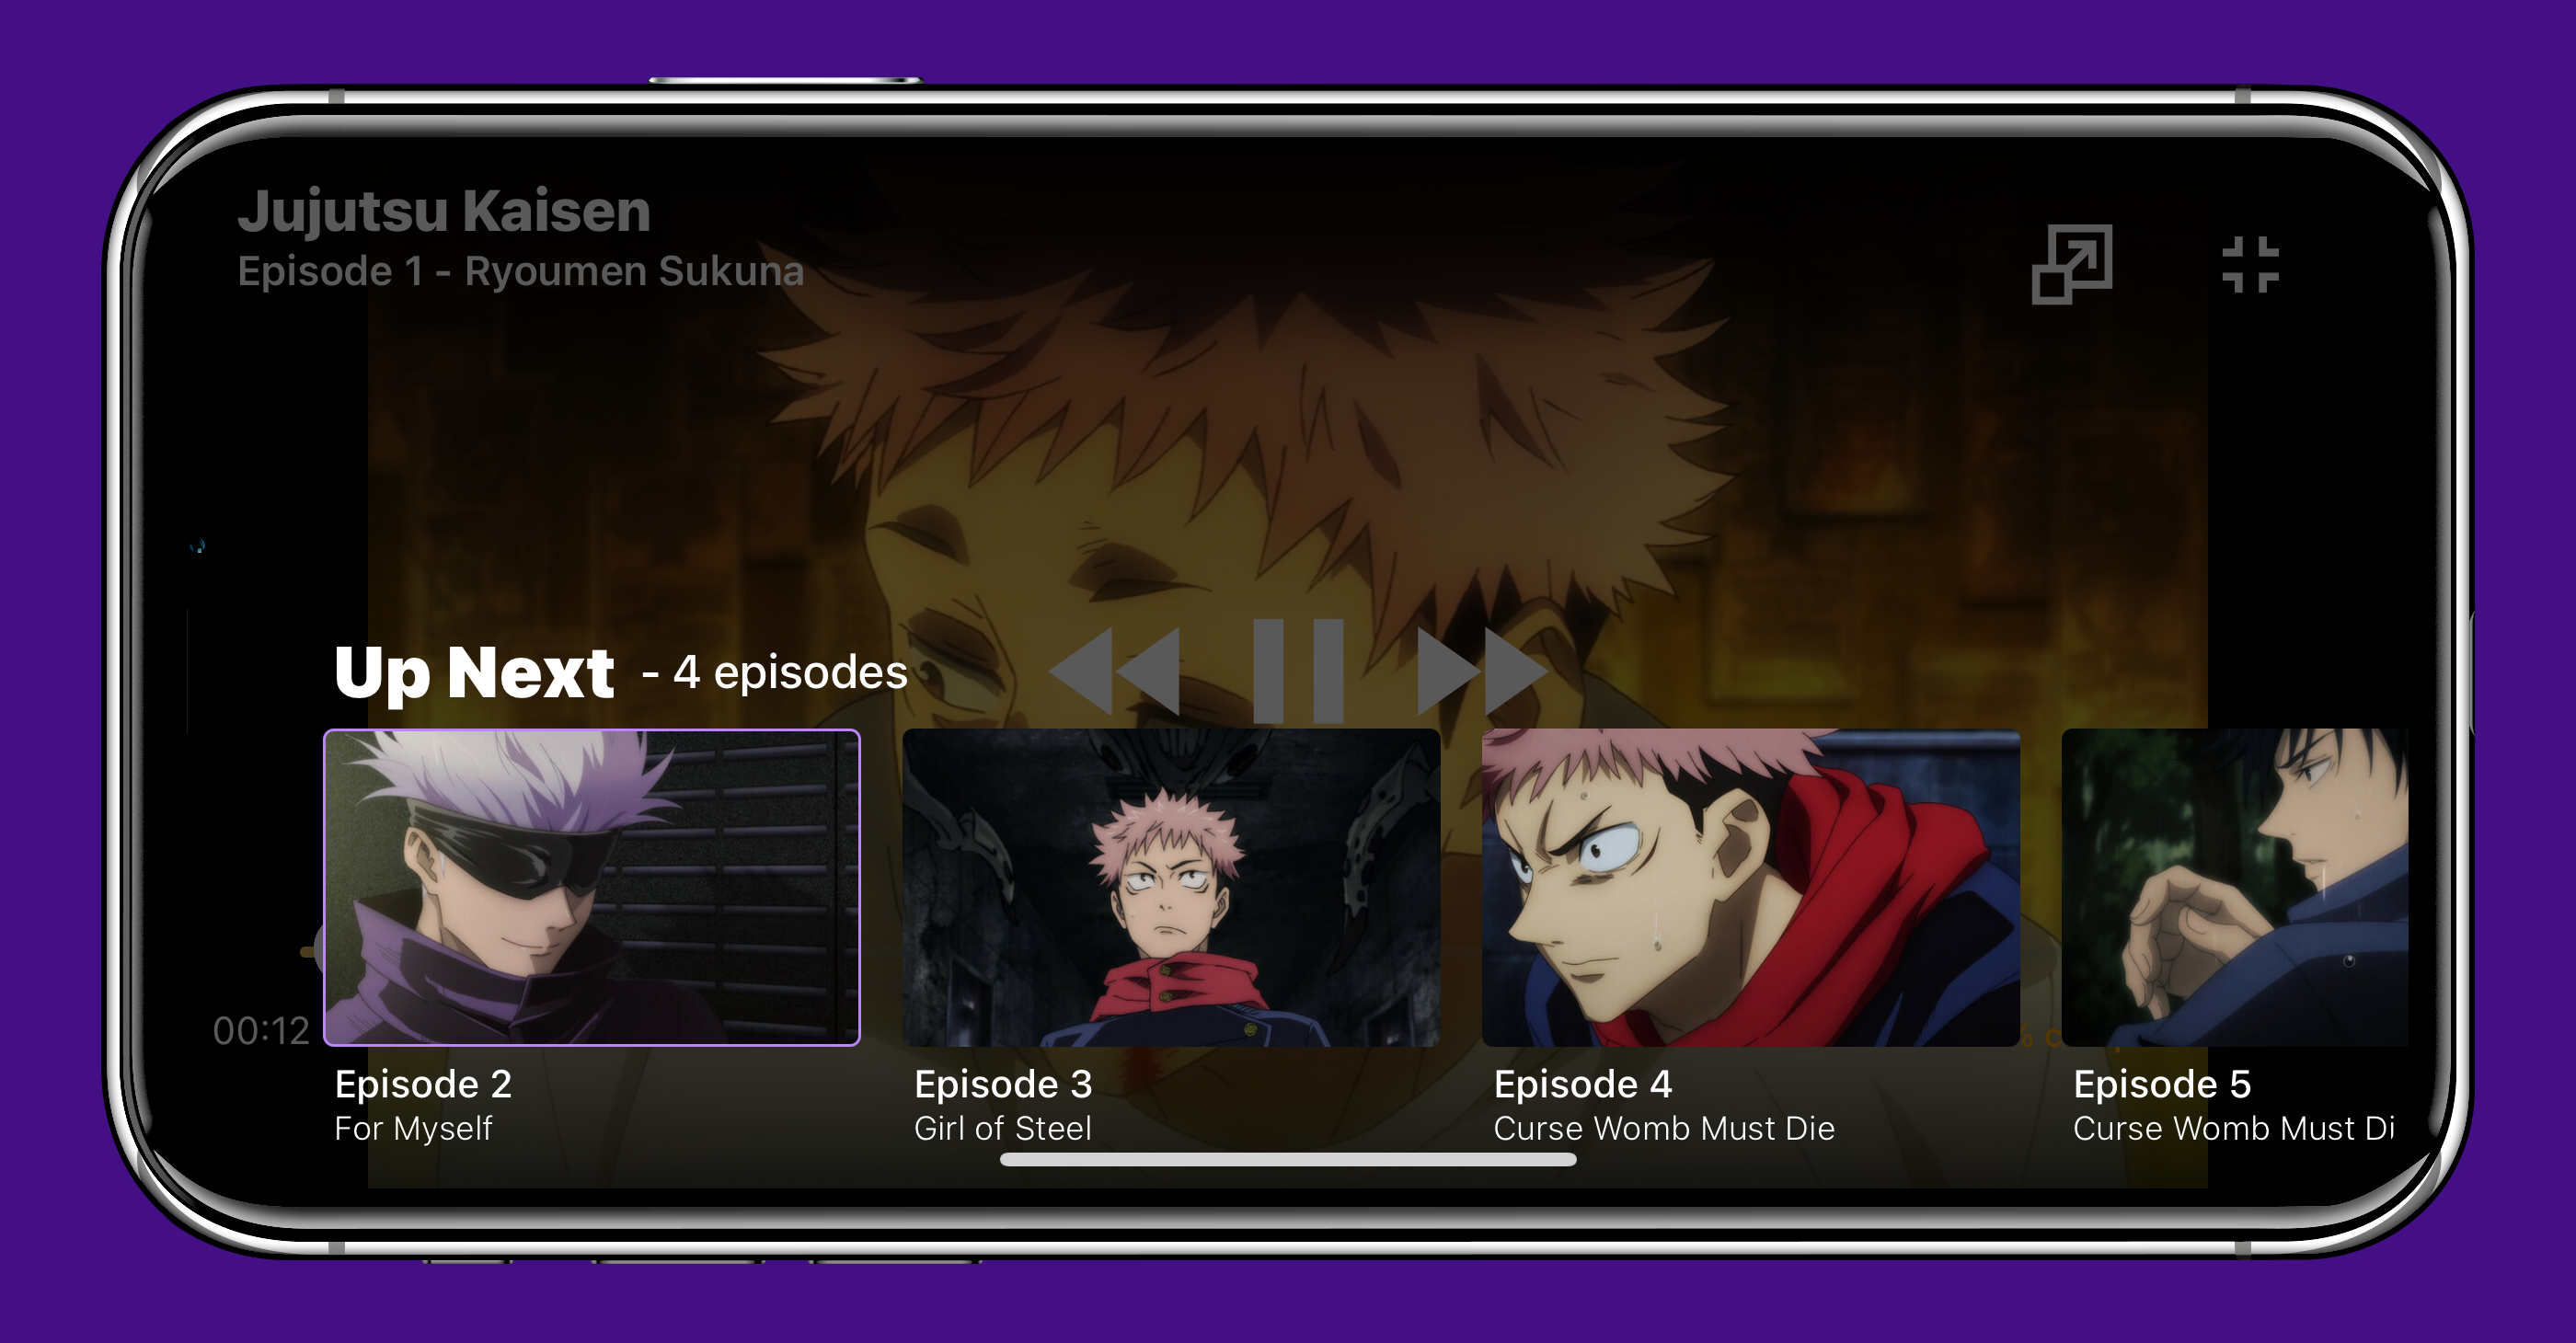 Jujutsu Kaisen
Episode 1 - Ryoumen Sukuna
Up Next - 4 episodes
00:12
Episode 2
For Myself
Episode 3
Girl of Steel
Episode 4
Curse Womb Must Die
Episode 5
Curse Womb Must Di